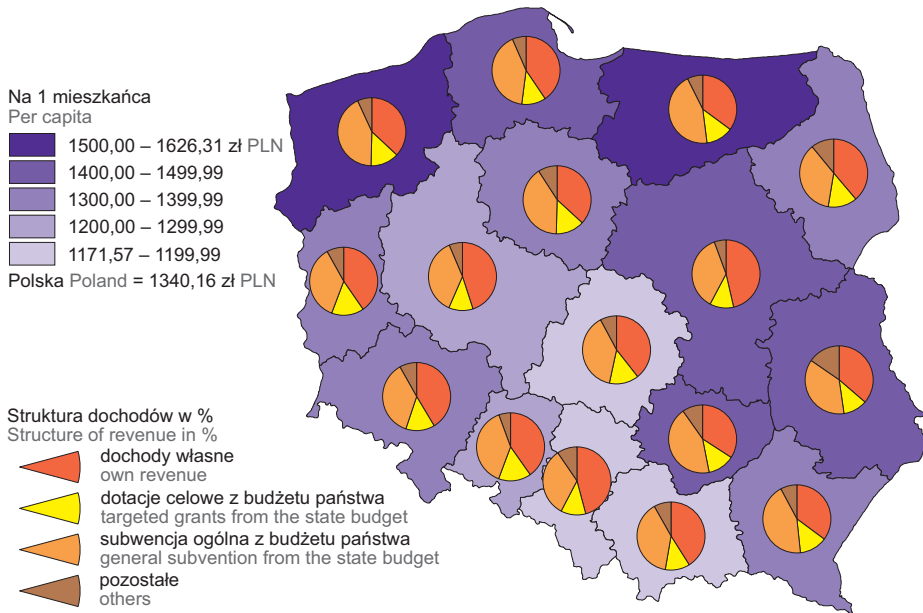 Na 1 mieszkańca
Per capita
1500,00 – 1626,31 zł PLN
1400,00 – 1499,99
1300,00 – 1399,99
1200,00 – 1299,99
1171,57 – 1199,99
Polska Poland = 1340,16 zł PLN
Struktura dochodów w %
Structure of revenue in %
dochody własne
own revenue
dotacje celowe z budżetu państwa
targeted grants from the state budget
subwencja ogólna z budżetu państwa
general subvention from the state budget
pozostałe
others